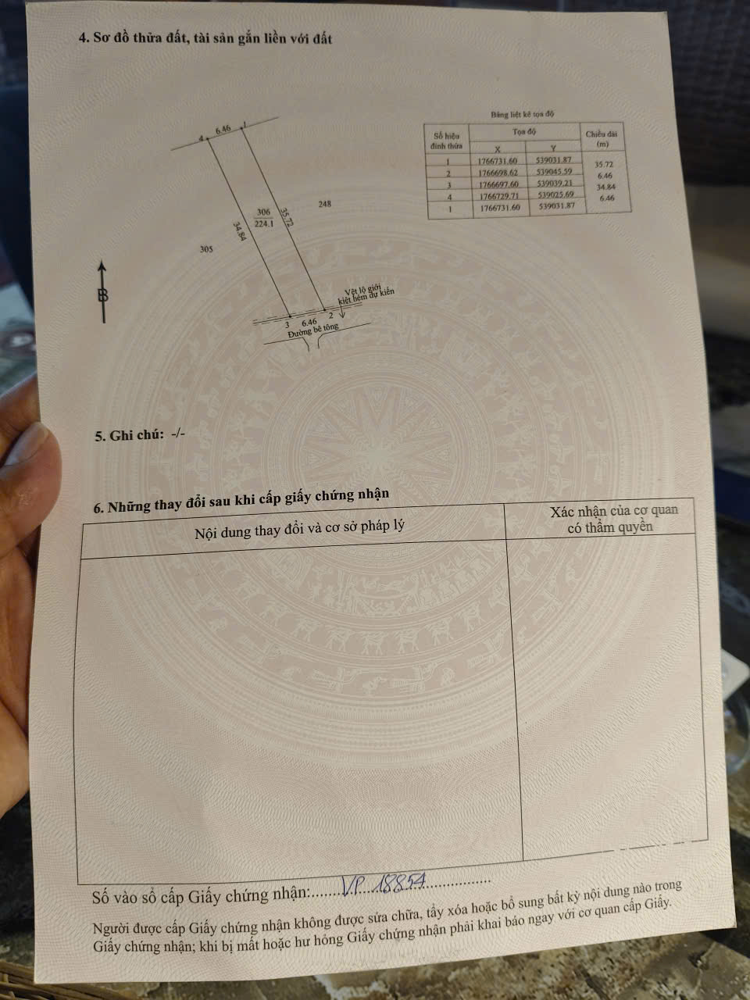 4. Sơ đồ thửa đất, tài sản gắn liền với đất
Bảng liệt kê tọa độ
Số hiệu đỉnh thửa Tọa độ Chiều dài (m)
X Y
1 1766731.60 539031.87
35.72
2 1766698.62 539045.59
6.46
3 1766697.60 539039.21
34.84
4 1766729.71 539025.69
6.46
1 1766731.60 539031.87
4 6.46 1
306
224.1
35.72
248
34.84
305
B
Vệt lộ giới
kiệt hẻm dự kiến
3 6.46 2
Đường bê tông
5. Ghi chú: -/-
6. Những thay đổi sau khi cấp giấy chứng nhận
Nội dung thay đổi và cơ sở pháp lý
Xác nhận của cơ quan
có thẩm quyền
Số vào sổ cấp Giấy chứng nhận: VP 18854
Người được cấp Giấy chứng nhận không được sửa chữa, tẩy xóa hoặc bổ sung bất kỳ nội dung nào trong
Giấy chứng nhận; khi bị mất hoặc hư hỏng Giấy chứng nhận phải khai báo ngay với cơ quan cấp Giấy.